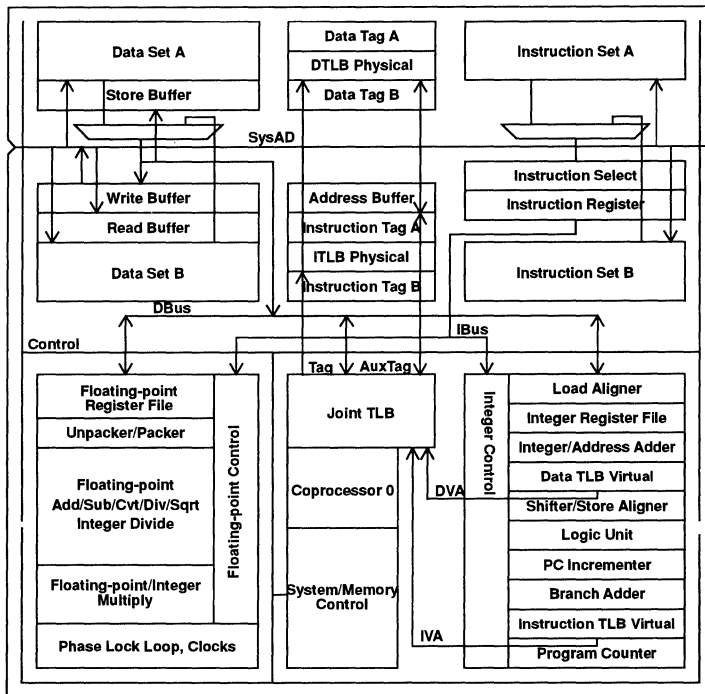 Data Set A
Store Buffer
Data Tag A
DTLB Physical
Data Tag B
Instruction Set A
SysAD
Write Buffer
Read Buffer
Data Set B
Address Buffer
Instruction Tag A
ITLB Physical
Instruction Tag B
Instruction Select
Instruction Register
Instruction Set B
DBus
IBus
Control
Tag
AuxTag
Floating-point
Register File
Unpacker/Packer
Floating-point
Add/Sub/Cvt/Div/Sqrt
Integer Divide
Floating-point/Integer
Multiply
Floating-point Control
Phase Lock Loop, Clocks
Joint TLB
Coprocessor 0
System/Memory
Control
DVA
IVA
Integer Control
Load Aligner
Integer Register File
Integer/Address Adder
Data TLB Virtual
Shifter/Store Aligner
Logic Unit
PC Incrementer
Branch Adder
Instruction TLB Virtual
Program Counter